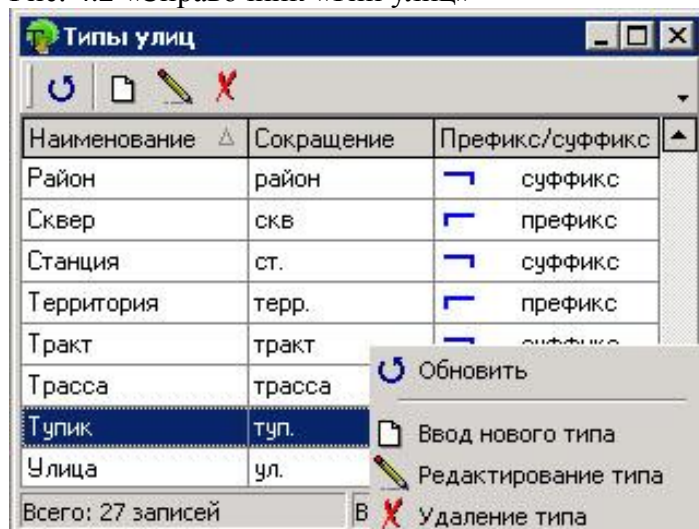 Типы улиц
Наименование Сокращение Префикс/суффикс
Район район суффикс
Сквер скв префикс
Станция ст. суффикс
Территория терр. префикс
Тракт тракт суффикс
Трасса трасса
Обновить
Тупик туп.
Ввод нового типа
Улица ул.
Редактирование типа
Всего: 27 записей В
Удаление типа